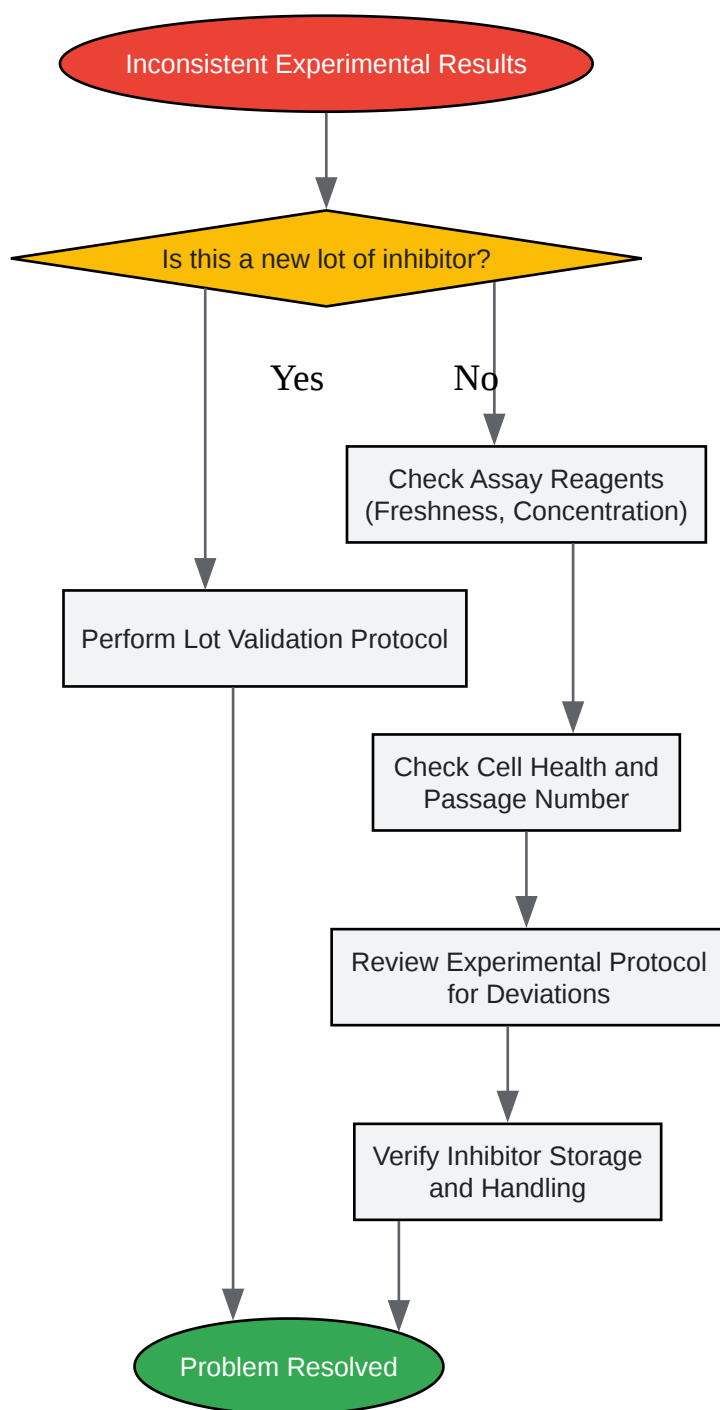 Inconsistent Experimental Results
Is this a new lot of inhibitor?
Yes
No
Check Assay Reagents
(Freshness, Concentration)
Perform Lot Validation Protocol
Check Cell Health and
Passage Number
Review Experimental Protocol
for Deviations
Verify Inhibitor Storage
and Handling
Problem Resolved